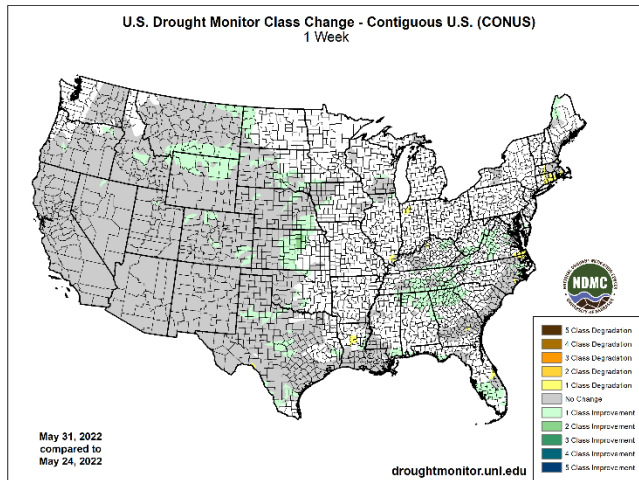 U.S. Drought Monitor Class Change - Contiguous U.S. (CONUS)
1 Week
NDMC
5 Class Degradation
4 Class Degradation
3 Class Degradation
2 Class Degradation
1 Class Degradation
No Change
1 Class Improvement
2 Class Improvement
3 Class Improvement
4 Class Improvement
5 Class Improvement
May 31, 2022
compared to
May 24, 2022
droughtmonitor.unl.edu